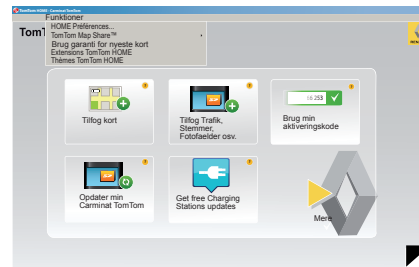 TomTom HOME - Carminat TomTom
Funktioner
HOME Préférences...
TomTom Map Share™
Brug garanti for nyeste kort
Extensions TomTom HOME
Thèmes TomTom HOME
Tilføg kort
Tilføg Trafik,
Stemmer,
Fotofaelder osv.
Brug min
aktiveringskode
Opdater min
Carminat TomTom
Get free Charging
Stations updates
Mere